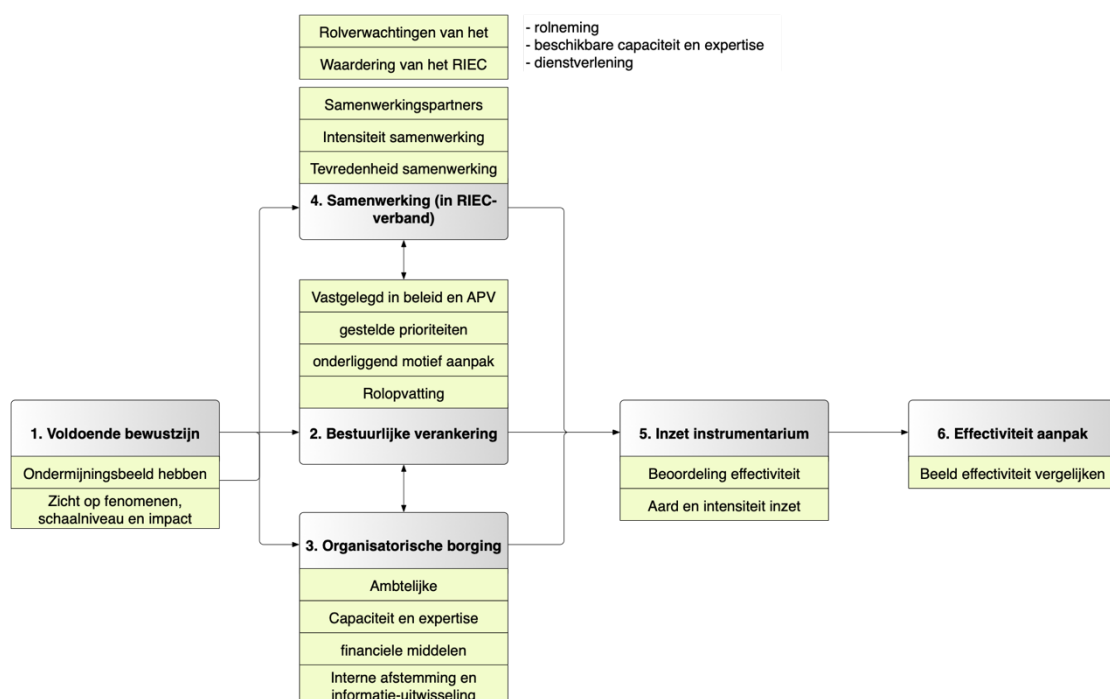 Rolverwachtingen van het
Waardering van het RIEC
- rolneming
- beschikbare capaciteit en expertise
- dienstverlening
Samenwerkingspartners
Intensiteit samenwerking
Tevredenheid samenwerking
4. Samenwerking (in RIEC-
verband)
Vastgelegd in beleid en APV
gestelde prioriteiten
onderliggend motief aanpak
Rolopvatting
1. Voldoende bewustzijn
Ondermijningsbeeld hebben
Zicht op fenomenen,
schaalniveau en impact
2. Bestuurlijke verankering
3. Organisatorische borging
Ambtelijke
Capaciteit en expertise
financiele middelen
Interne afstemming en
informatie-uitwisseling
5. Inzet instrumentarium
Beoordeling effectiviteit
Aard en intensiteit inzet
6. Effectiviteit aanpak
Beeld effectiviteit vergelijken